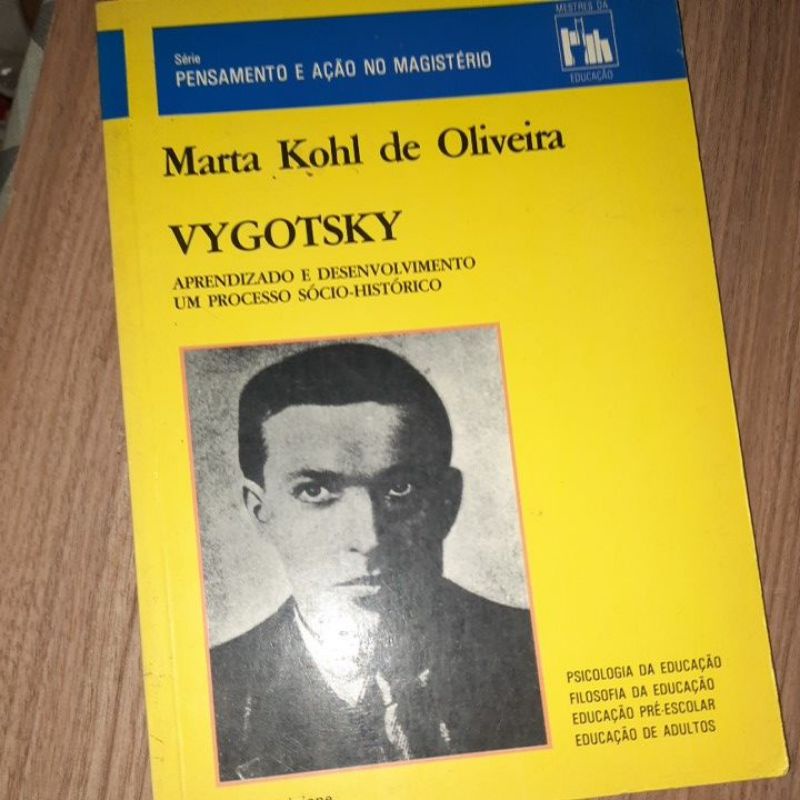 MESTRES DA
EDUCAÇÃO
Série
PENSAMENTO E AÇÃO NO MAGISTÉRIO
Marta Kohl de Oliveira
VYGOTSKY
APRENDIZADO E DESENVOLVIMENTO
UM PROCESSO SÓCIO-HISTÓRICO
PSICOLOGIA DA EDUCAÇÃO
FILOSOFIA DA EDUCAÇÃO
EDUCAÇÃO PRÉ-ESCOLAR
EDUCAÇÃO DE ADULTOS